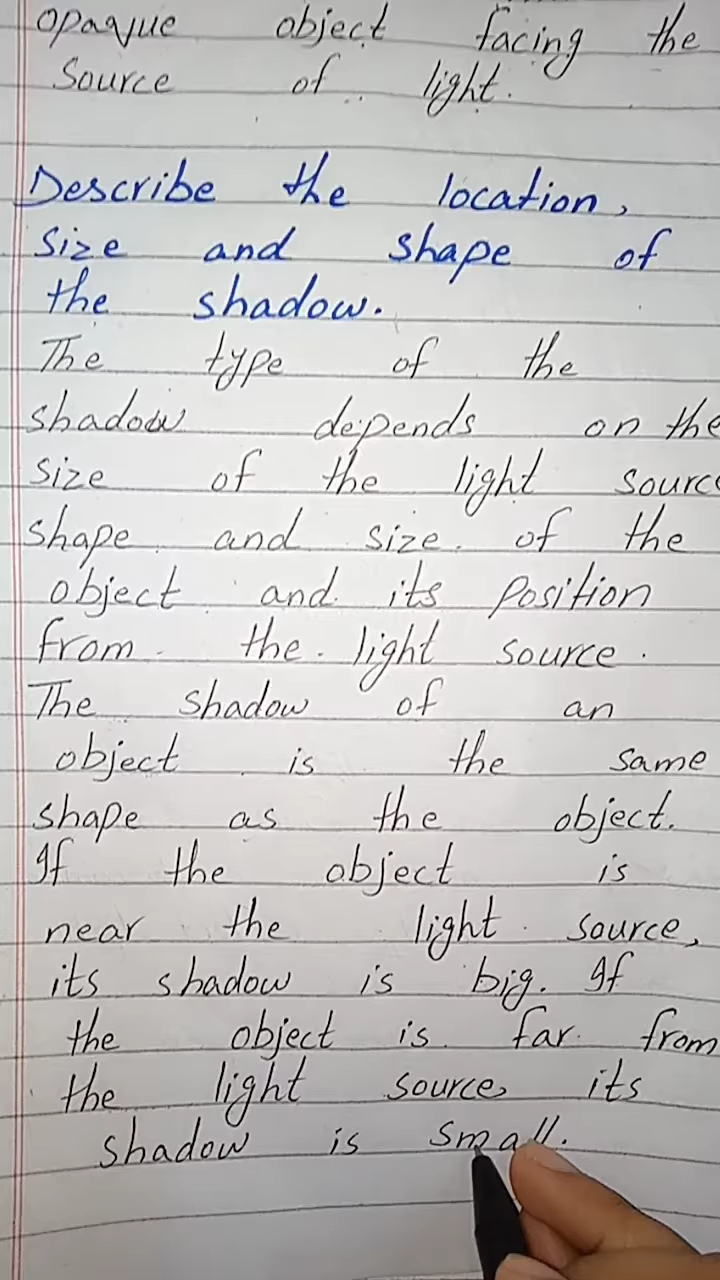 opaque object facing the
source of light.
Describe the location,
size and shape of
the shadow.
The type of the
shadow depends on the
size of the light source
shape and size of the
object and its position
from the light source.
The shadow of an
object is the same
shape as the object.
If the object is
near the light source,
its shadow is big. If
the object is far from
the light source, its
shadow is small.